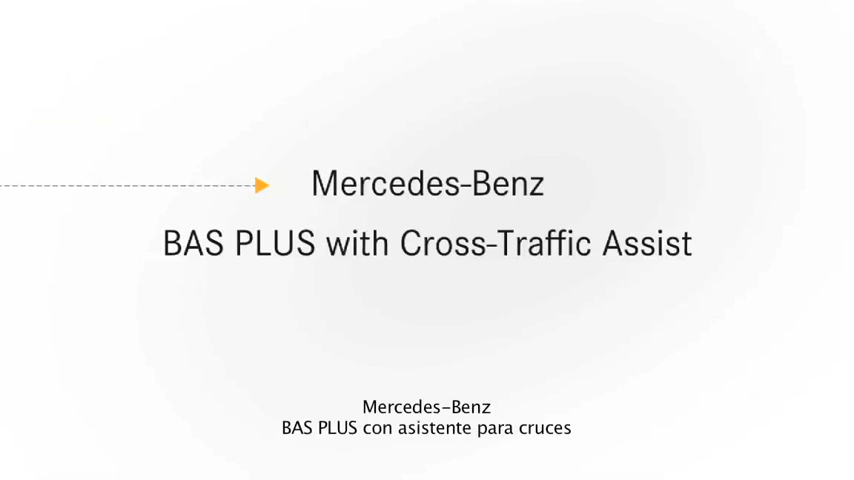 Mercedes-Benz
BAS PLUS with Cross-Traffic Assist
Mercedes-Benz
BAS PLUS con asistente para cruces